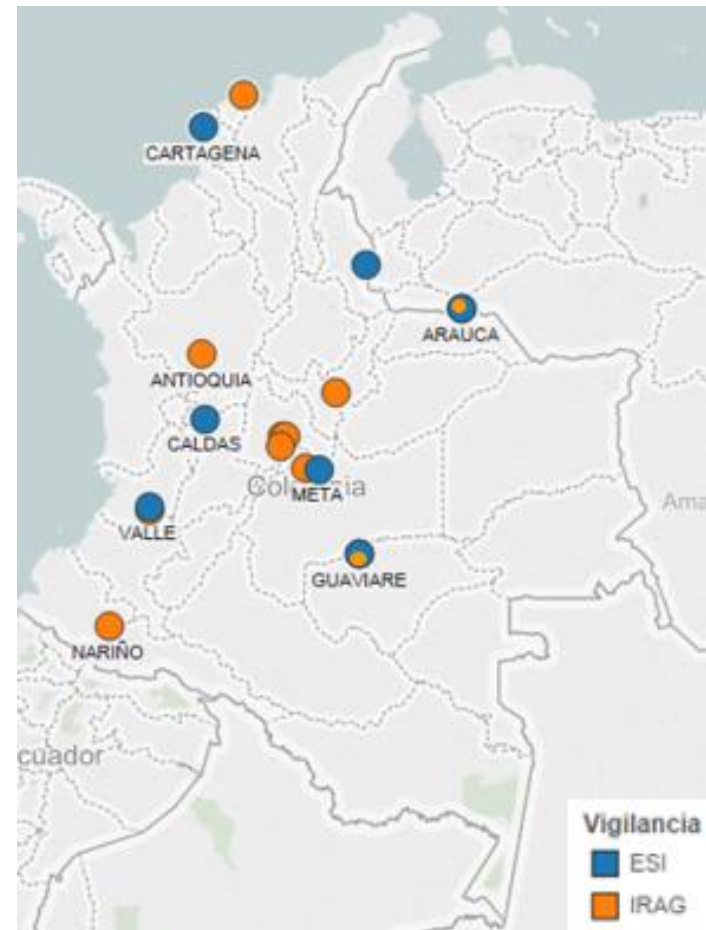 CARTAGENA
ARAUCA
ANTIOQUIA
CALDAS
META
VALLE
GUAVIARE
NARIÑO
cuador
Vigilancia
ESI
IRAG